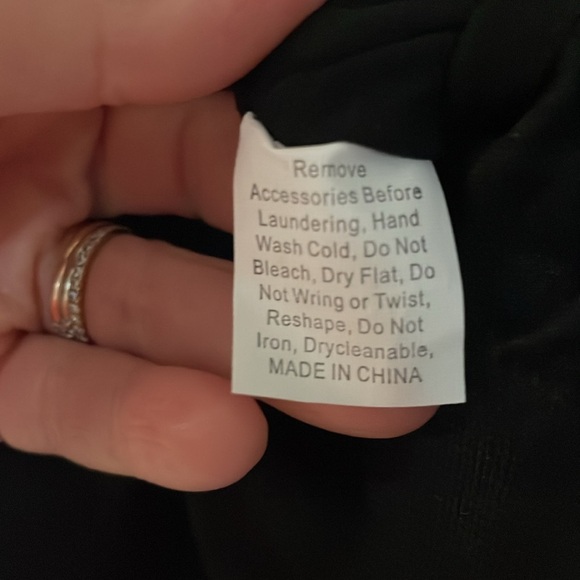 Remove
Accessories Before
Laundering, Hand
Wash Cold, Do Not
Bleach, Dry Flat, Do
Not Wring or Twist,
Reshape, Do Not
Iron, Drycleanable,
MADE IN CHINA